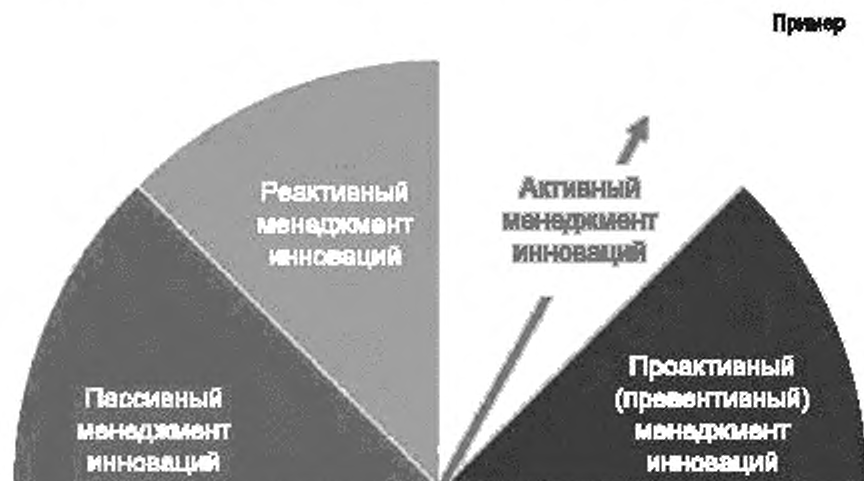 Пример
Реактивный
менеджмент
инноваций
Активный
менеджмент
инноваций
Пассивный
менеджмент
инноваций
Проактивный
(превентивный)
менеджмент
инноваций